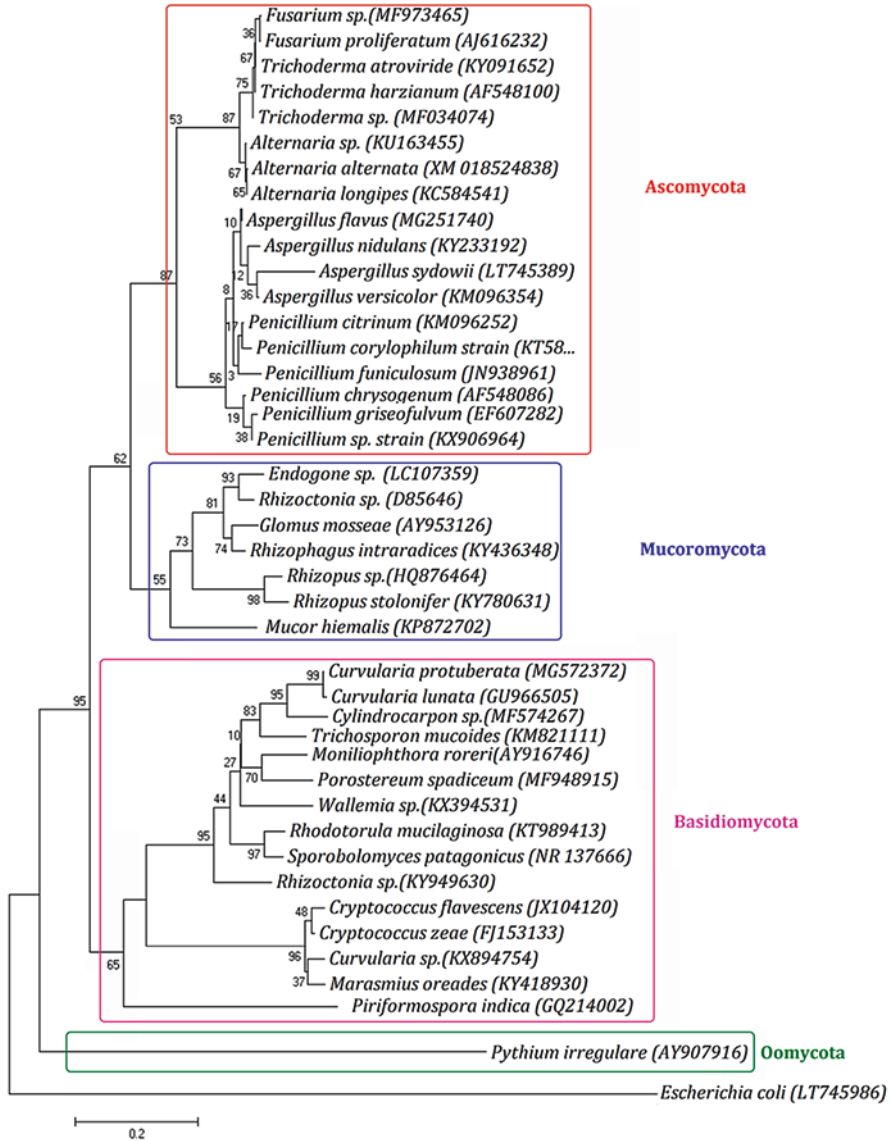 Fusarium sp.(MF973465)
36
Fusarium proliferatum (AJ616232)
67
Trichoderma atroviride (KY091652)
75
Trichoderma harzianum (AF548100)
53
87
Trichoderma sp. (MF034074)
Alternaria sp. (KU163455)
67
Alternaria alternata (XM 018524838)
65
Alternaria longipes (KC584541)
Ascomycota
10
Aspergillus flavus (MG251740)
Aspergillus nidulans (KY233192)
87
12
Aspergillus sydowii (LT745389)
8
36
Aspergillus versicolor (KM096354)
17
Penicillium citrinum (KM096252)
Penicillium corylophilum strain (KT58...
56
3
Penicillium funiculosum (JN938961)
Penicillium chrysogenum (AF548086)
19
Penicillium griseofulvum (EF607282)
38
Penicillium sp. strain (KX906964)
62
93
Endogone sp. (LC107359)
81
Rhizoctonia sp. (D85646)
Glomus mosseae (AY953126)
73
74
Rhizophagus intraradices (KY436348)
Mucoromycota
55
Rhizopus sp.(HQ876464)
98
Rhizopus stolonifer (KY780631)
Mucor hiemalis (KP872702)
99
Curvularia protuberata (MG572372)
95
95
Curvularia lunata (GU966505)
83
Cylindrocarpon sp.(MF574267)
10
Trichosporon mucoides (KM821111)
27
Moniliophthora roreri(AY916746)
70
Porostereum spadiceum (MF948915)
44
Wallemia sp.(KX394531)
Basidiomycota
95
Rhodotorula mucilaginosa (KT989413)
97
Sporobolomyces patagonicus (NR 137666)
Rhizoctonia sp.(KY949630)
48
Cryptococcus flavescens (JX104120)
Cryptococcus zeae (FJ153133)
96
Curvularia sp.(KX894754)
65
37
Marasmius oreades (KY418930)
Piriformospora indica (GQ214002)
Pythium irregulare (AY907916)
Oomycota
Escherichia coli (LT745986)
0.2